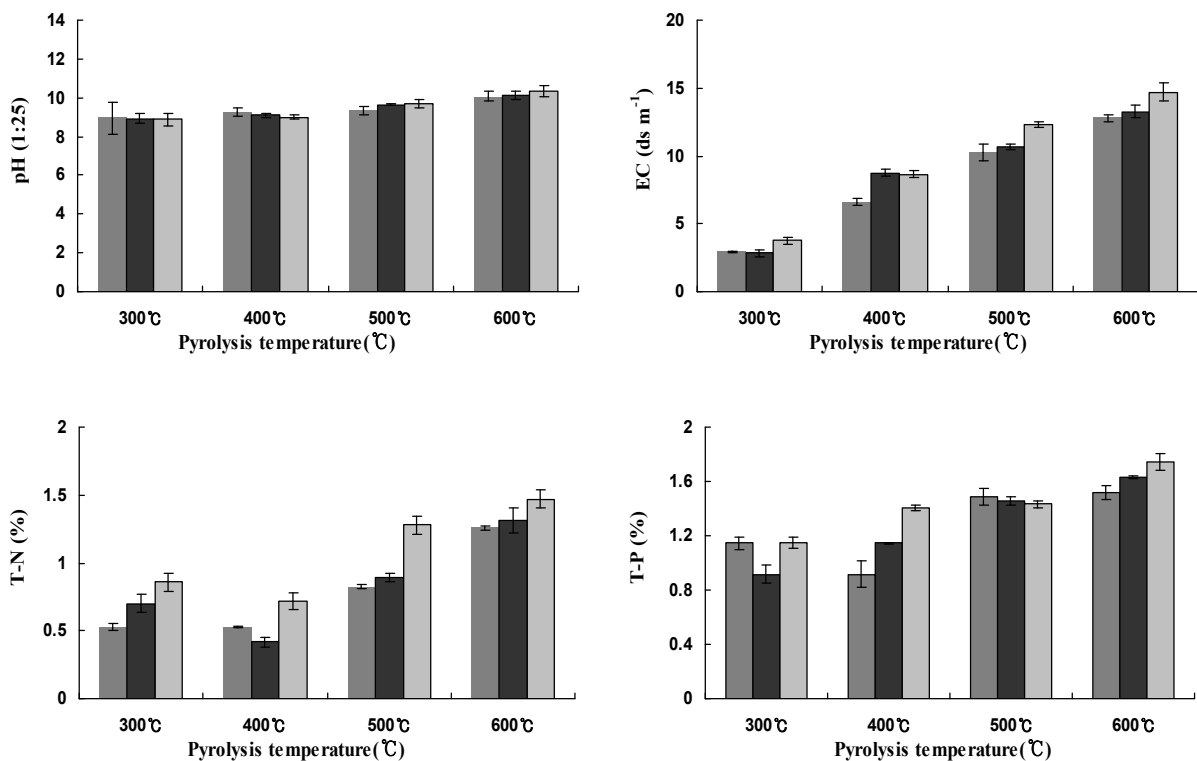 14
12
10
8
6
4
2
0
pH (1:25)
300℃ 400℃ 500℃ 600℃
Pyrolysis temperature(℃)
20
15
10
5
0
EC (ds m⁻¹)
300℃ 400℃ 500℃ 600℃
Pyrolysis temperature(℃)
2
1.5
1
0.5
0
T-N (%)
300℃ 400℃ 500℃ 600℃
Pyrolysis temperature(℃)
2
1.6
1.2
0.8
0.4
0
T-P (%)
300℃ 400℃ 500℃ 600℃
Pyrolysis temperature(℃)